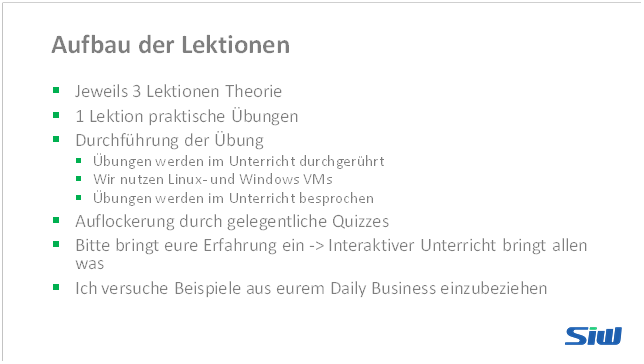 Aufbau der Lektionen
Jeweils 3 Lektionen Theorie
1 Lektion praktische Übungen
Durchführung der Übung
Übungen werden im Unterricht durchgerührt
Wir nutzen Linux- und Windows VMs
Übungen werden im Unterricht besprochen
Auflockerung durch gelegentliche Quizzes
Bitte bringt eure Erfahrung ein -> Interaktiver Unterricht bringt allen
was
Ich versuche Beispiele aus eurem Daily Business einzubeziehen
SiW